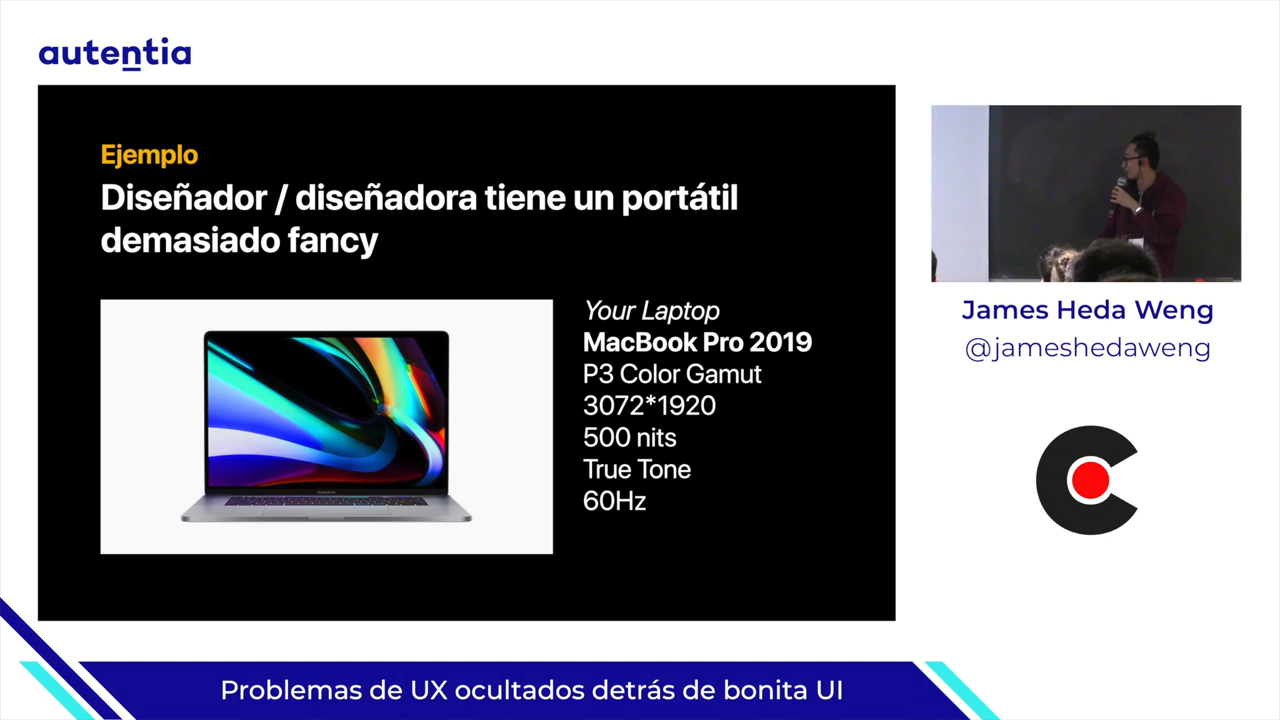 autentia
Ejemplo
Diseñador / diseñadora tiene un portátil
demasiado fancy
Your Laptop
MacBook Pro 2019
P3 Color Gamut
3072*1920
500 nits
True Tone
60Hz
James Heda Weng
@jameshedaweng
Problemas de UX ocultados detrás de bonita UI